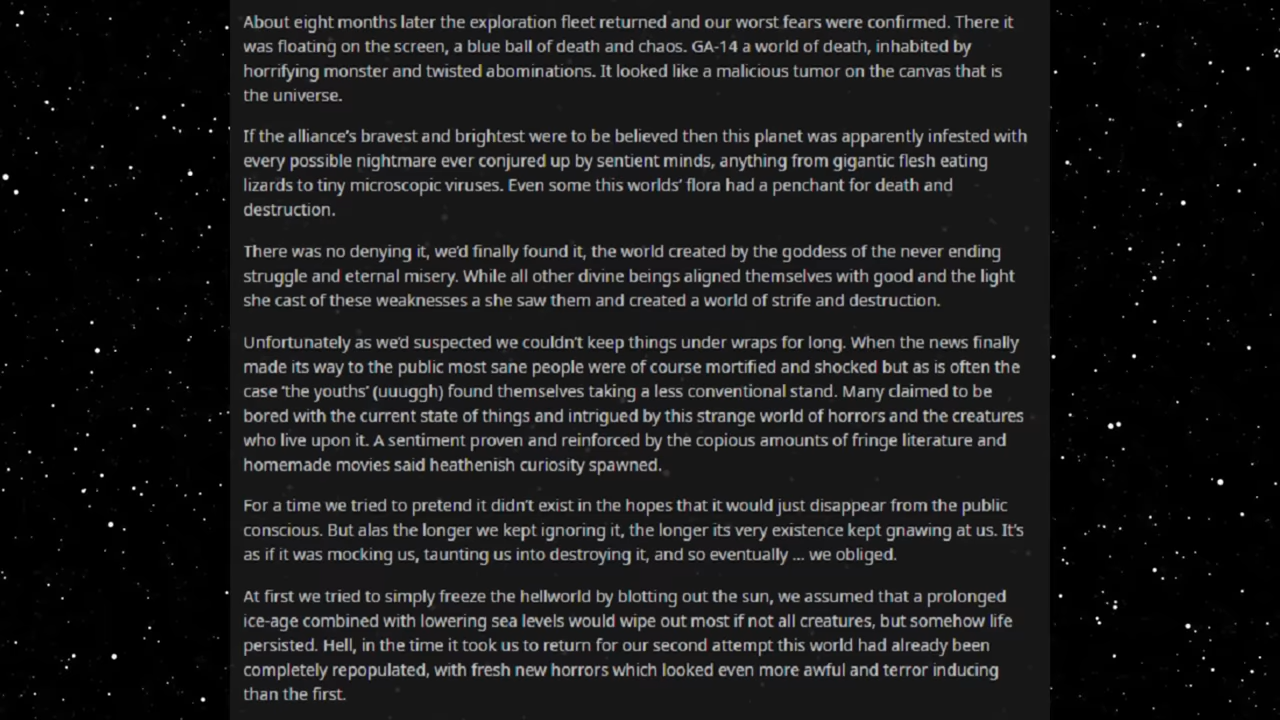 About eight months later the exploration fleet returned and our worst fears were confirmed. There it
was floating on the screen, a blue ball of death and chaos. GA-14 a world of death, inhabited by
horrifying monster and twisted abominations. It looked like a malicious tumor on the canvas that is
the universe.
If the alliance's bravest and brightest were to be believed then this planet was apparently infested with
every possible nightmare ever conjured up by sentient minds, anything from gigantic flesh eating
lizards to tiny microscopic viruses. Even some this worlds' flora had a penchant for death and
destruction.
There was no denying it, we'd finally found it, the world created by the goddess of the never ending
struggle and eternal misery. While all other divine beings aligned themselves with good and the light
she cast of these weaknesses a she saw them and created a world of strife and destruction.
Unfortunately as we'd suspected we couldn't keep things under wraps for long. When the news finally
made its way to the public most sane people were of course mortified and shocked but as is often the
case 'the youths' (uuuggh) found themselves taking a less conventional stand. Many claimed to be
bored with the current state of things and intrigued by this strange world of horrors and the creatures
who live upon it. A sentiment proven and reinforced by the copious amounts of fringe literature and
homemade movies said heathenish curiosity spawned.
For a time we tried to pretend it didn't exist in the hopes that it would just disappear from the public
conscious. But alas the longer we kept ignoring it, the longer its very existence kept gnawing at us. It's
as if it was mocking us, taunting us into destroying it, and so eventually ... we obliged.
At first we tried to simply freeze the hellworld by blotting out the sun, we assumed that a prolonged
ice-age combined with lowering sea levels would wipe out most if not all creatures, but somehow life
persisted. Hell, in the time it took us to return for our second attempt this world had already been
completely repopulated, with fresh new horrors which looked even more awful and terror inducing
than the first.